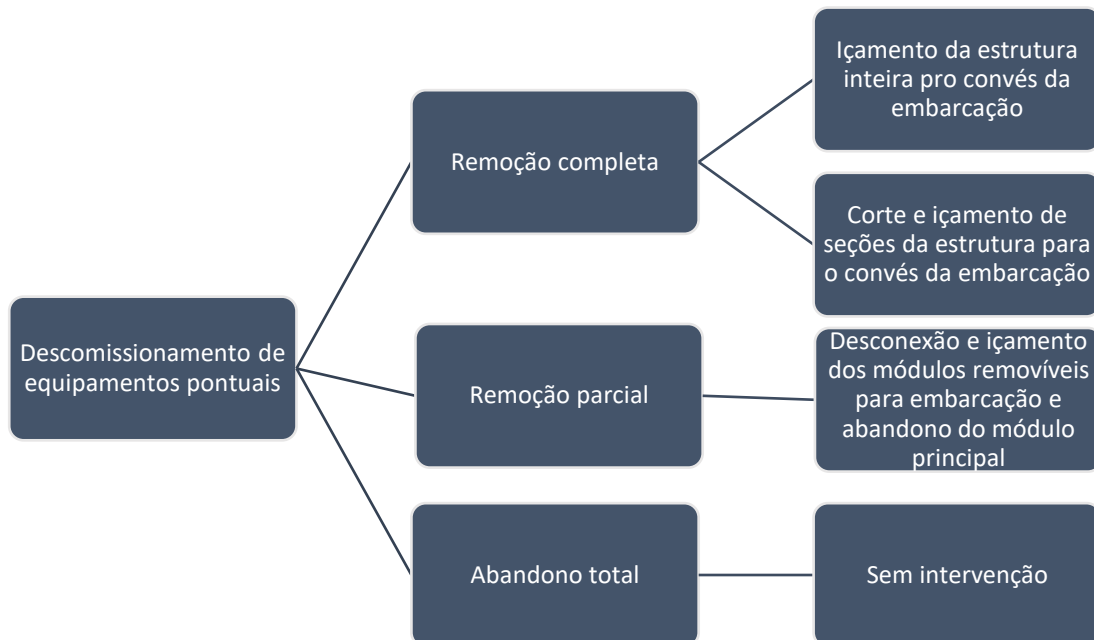 Descomissionamento de
equipamentos pontuais
Remoção completa
Içamento da estrutura
inteira pro convés da
embarcação
Corte e içamento de
seções da estrutura para
o convés da embarcação
Remoção parcial
Desconexão e içamento
dos módulos removíveis
para embarcação e
abandono do módulo
principal
Abandono total
Sem intervenção